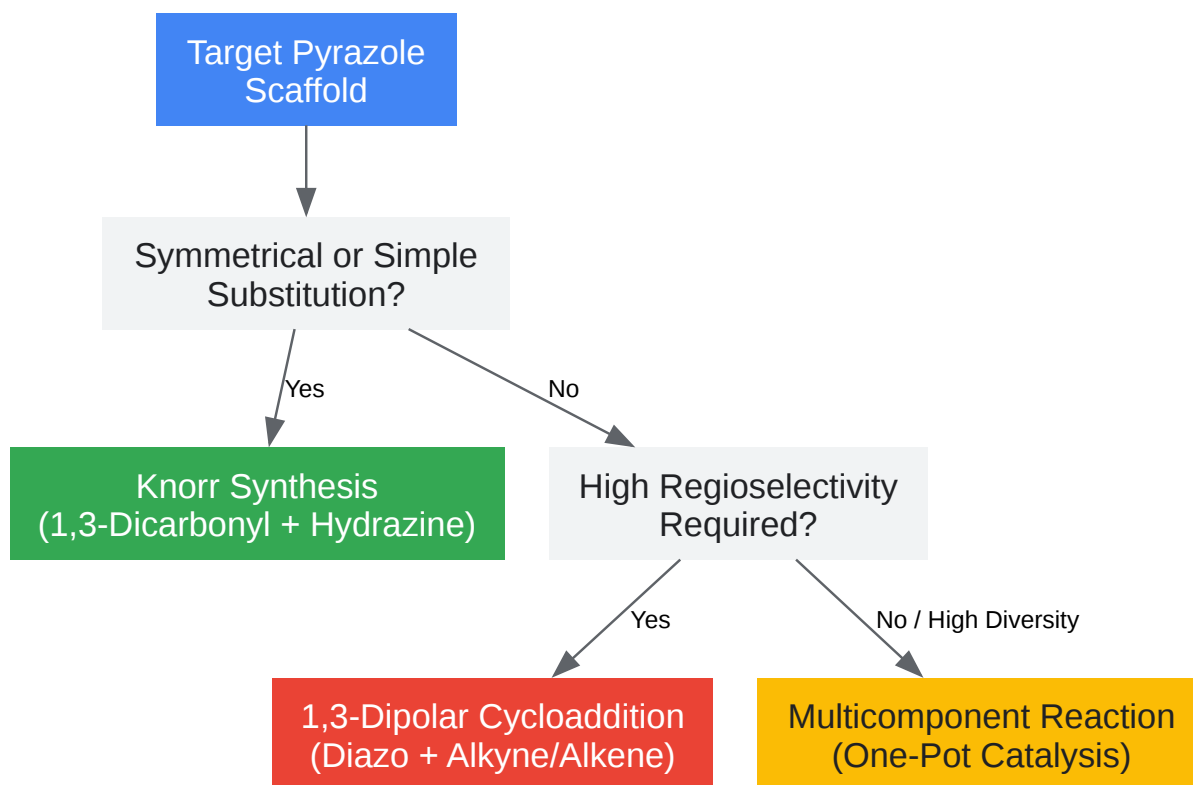 Target Pyrazole
Scaffold
Symmetrical or Simple
Substitution?
Yes
No
Knorr Synthesis
(1,3-Dicarbonyl + Hydrazine)
High Regioselectivity
Required?
Yes
No / High Diversity
1,3-Dipolar Cycloaddition
(Diazo + Alkyne/Alkene)
Multicomponent Reaction
(One-Pot Catalysis)